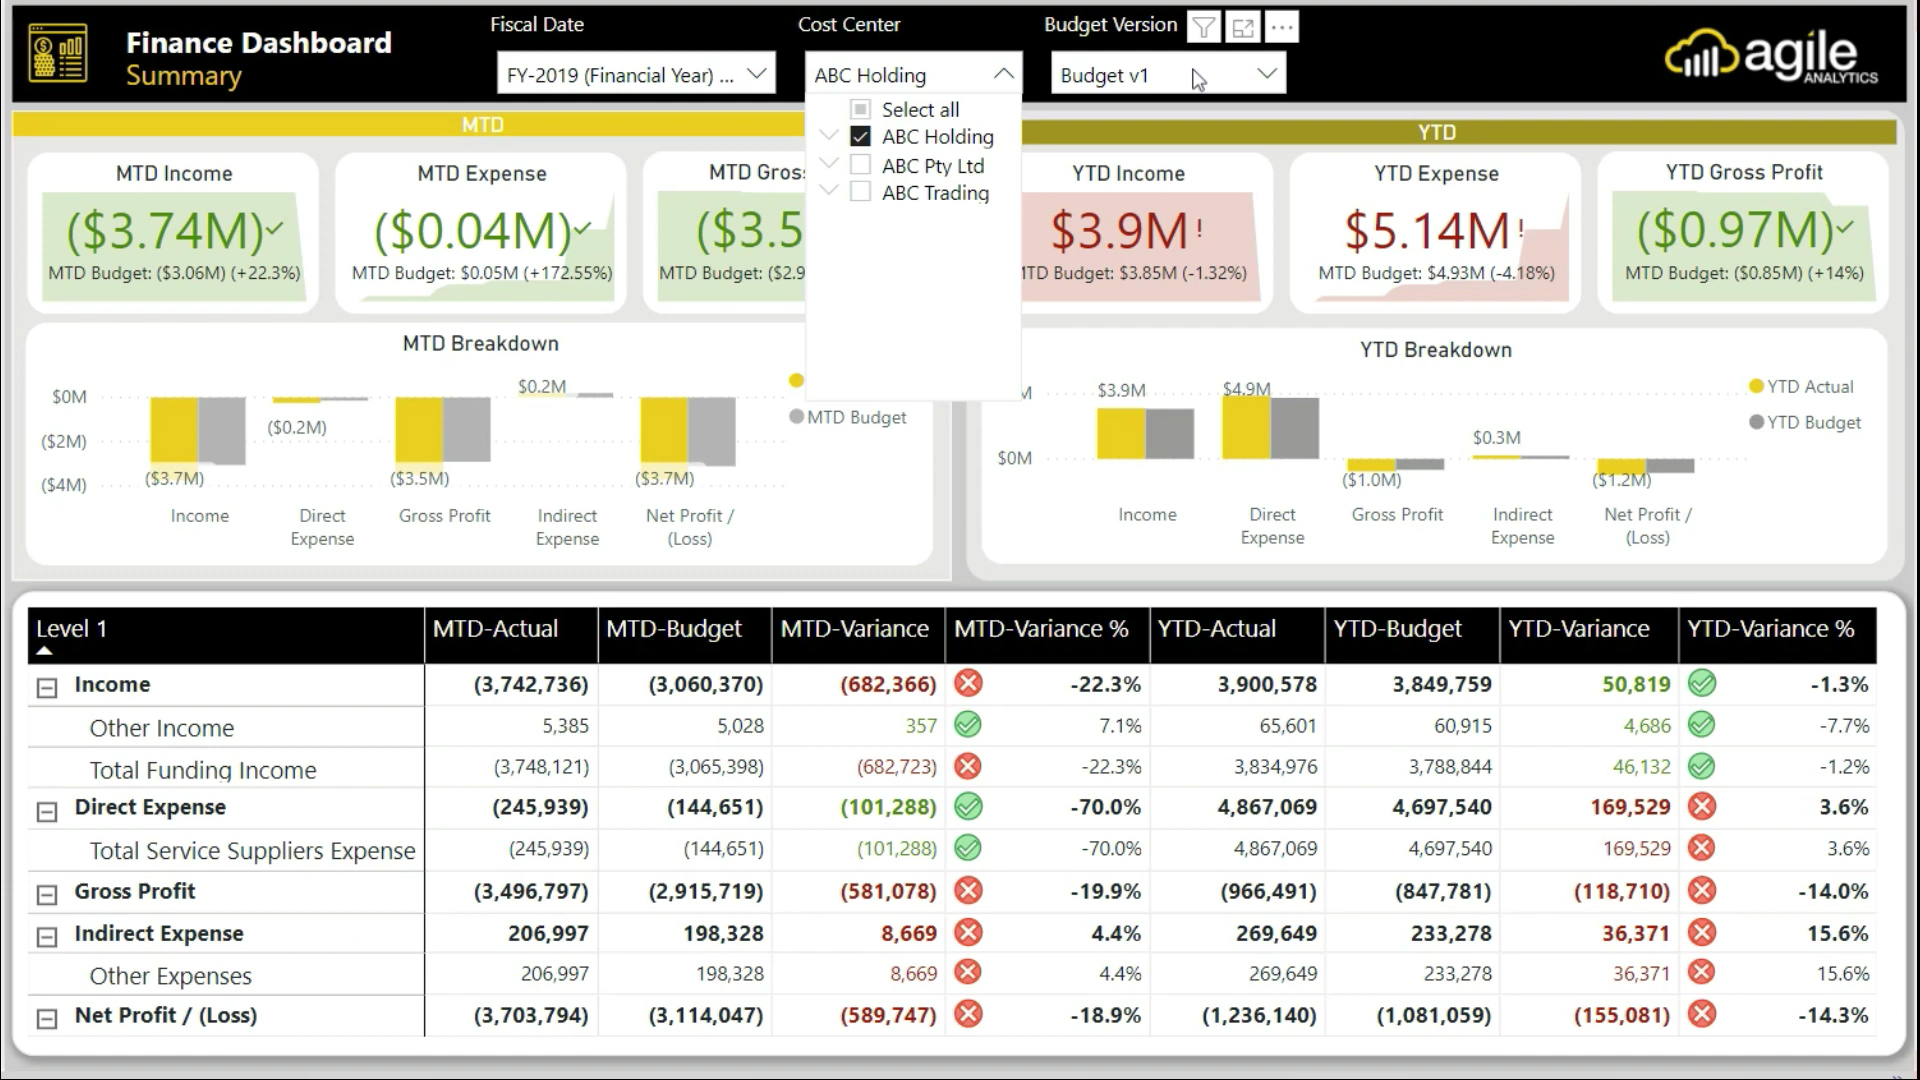 Finance Dashboard
Summary
Fiscal Date
FY-2019 (Financial Year) ...
Cost Center
ABC Holding
Select all
ABC Holding
ABC Pty Ltd
ABC Trading
Budget Version
Budget v1
agile
ANALYTICS
MTD
MTD Income
($3.74M)
MTD Budget: ($3.06M) (+22.3%)
MTD Expense
($0.04M)
MTD Budget: $0.05M (+172.55%)
MTD Gros
($3.5
MTD Budget: ($2.9
YTD
YTD Income
$3.9M!
TD Budget: $3.85M (-1.32%)
YTD Expense
$5.14M!
MTD Budget: $4.93M (-4.18%)
YTD Gross Profit
($0.97M)
MTD Budget: ($0.85M) (+14%)
MTD Breakdown
$0M
($2M)
($4M)
($3.7M)
($0.2M)
($3.5M)
$0.2M
($3.7M)
Income
Direct
Expense
Gross Profit
Indirect
Expense
Net Profit /
(Loss)
MTD Budget
YTD Breakdown
M
$0M
$3.9M
$4.9M
($1.0M)
$0.3M
($1.2M)
Income
Direct
Expense
Gross Profit
Indirect
Expense
Net Profit /
(Loss)
YTD Actual
YTD Budget
Level 1 MTD-Actual MTD-Budget MTD-Variance MTD-Variance % YTD-Actual YTD-Budget YTD-Variance YTD-Variance %
Income (3,742,736) (3,060,370) (682,366) -22.3% 3,900,578 3,849,759 50,819 -1.3%
Other Income 5,385 5,028 357 7.1% 65,601 60,915 4,686 -7.7%
Total Funding Income (3,748,121) (3,065,398) (682,723) -22.3% 3,834,976 3,788,844 46,132 -1.2%
Direct Expense (245,939) (144,651) (101,288) -70.0% 4,867,069 4,697,540 169,529 3.6%
Total Service Suppliers Expense (245,939) (144,651) (101,288) -70.0% 4,867,069 4,697,540 169,529 3.6%
Gross Profit (3,496,797) (2,915,719) (581,078) -19.9% (966,491) (847,781) (118,710) -14.0%
Indirect Expense 206,997 198,328 8,669 4.4% 269,649 233,278 36,371 15.6%
Other Expenses 206,997 198,328 8,669 4.4% 269,649 233,278 36,371 15.6%
Net Profit / (Loss) (3,703,794) (3,114,047) (589,747) -18.9% (1,236,140) (1,081,059) (155,081) -14.3%